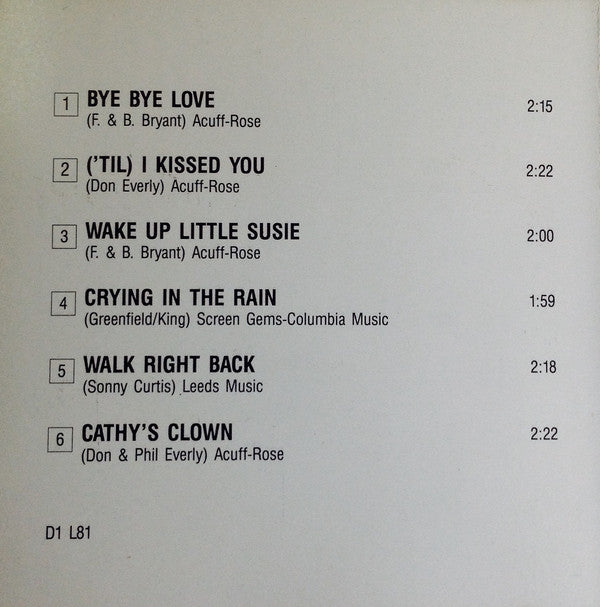 1 BYE BYE LOVE 2:15
(F. & B. Bryant) Acuff-Rose
2 ('TIL) I KISSED YOU 2:22
(Don Everly) Acuff-Rose
3 WAKE UP LITTLE SUSIE 2:00
(F. & B. Bryant) Acuff-Rose
4 CRYING IN THE RAIN 1:59
(Greenfield/King) Screen Gems-Columbia Music
5 WALK RIGHT BACK 2:18
(Sonny Curtis) Leeds Music
6 CATHY'S CLOWN 2:22
(Don & Phil Everly) Acuff-Rose
D1 L81